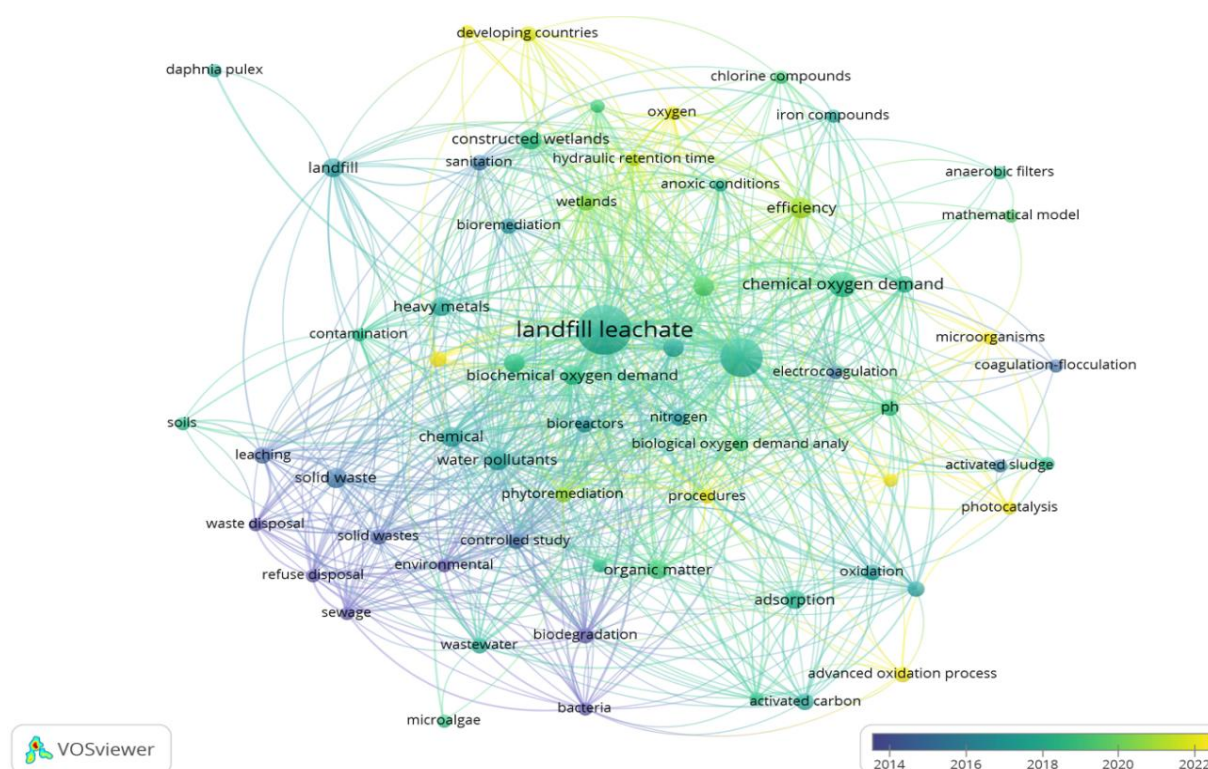 developing countries
daphnia pulex
chlorine compounds
oxygen
iron compounds
constructed wetlands
sanitation
hydraulic retention time
landfill
anoxic conditions
anaerobic filters
wetlands
efficiency
mathematical model
bioremediation
chemical oxygen demand
heavy metals
landfill leachate
contamination
microorganisms
biochemical oxygen demand
electrocoagulation
coagulation-flocculation
ph
soils
bioreactors
nitrogen
chemical
biological oxygen demand analy
leaching
water pollutants
activated sludge
solid waste
phytoremediation
procedures
photocatalysis
waste disposal
solid wastes
controlled study
environmental
refuse disposal
organic matter
oxidation
sewage
adsorption
biodegradation
wastewater
advanced oxidation process
activated carbon
bacteria
microalgae
VOSviewer
2014 2016 2018 2020 2022